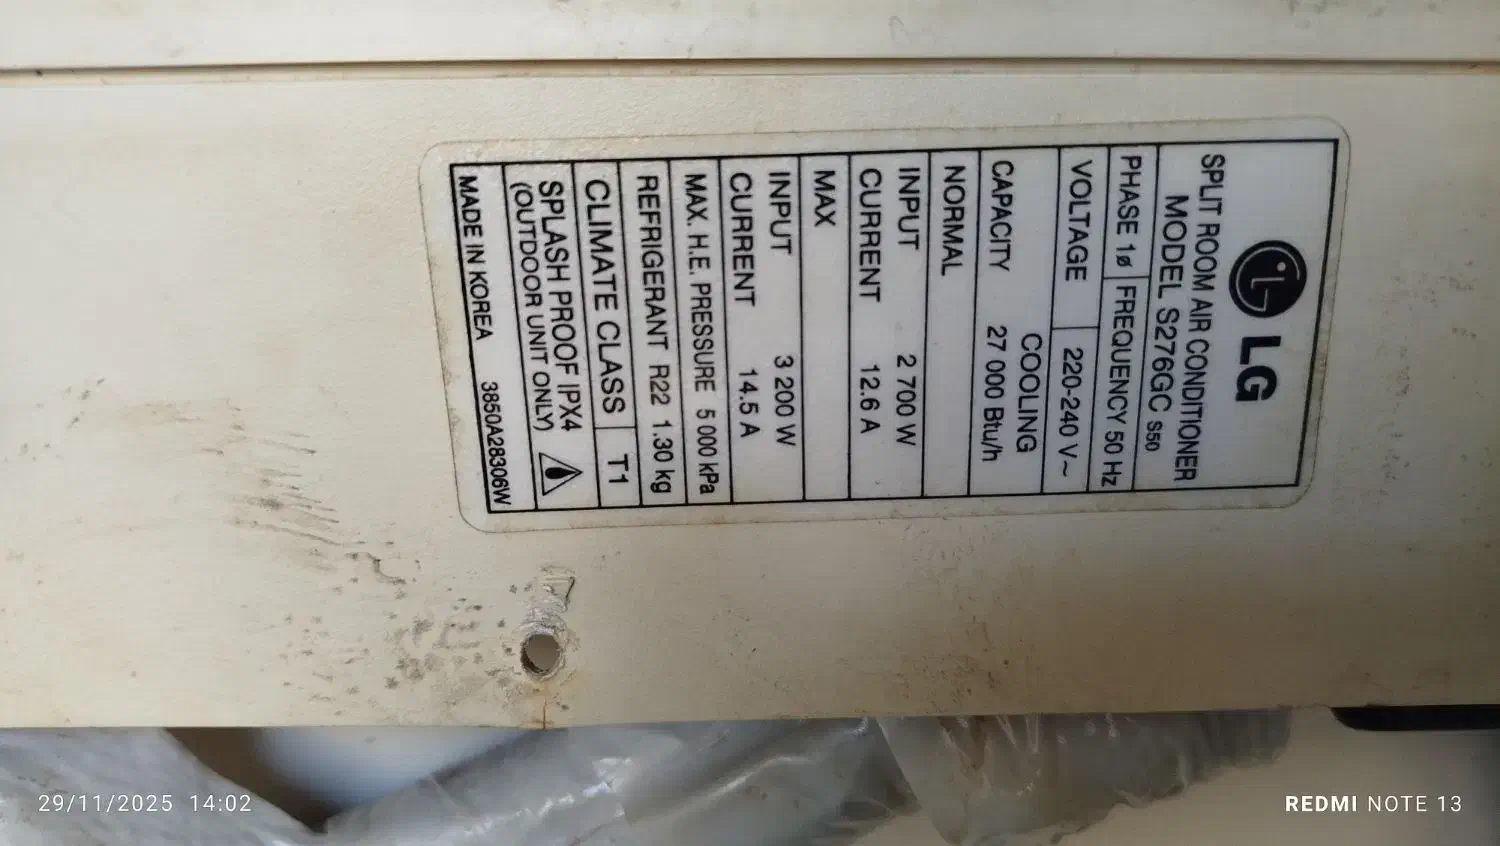 LG
SPLIT ROOM AIR CONDITIONER
MODEL S276GC S50
PHASE 1ø FREQUENCY 50 Hz
VOLTAGE 220-240 V~
COOLING
CAPACITY 27 000 Btu/h
NORMAL
INPUT 2 700 W
CURRENT 12.6 A
MAX
INPUT 3 200 W
CURRENT 14.5 A
MAX. H.E. PRESSURE 5 000 kPa
REFRIGERANT R22 1.30 kg
CLIMATE CLASS T1
SPLASH PROOF IPX4
(OUTDOOR UNIT ONLY)
MADE IN KOREA 3850A28306W
29/11/2025 14:02
REDMI NOTE 13